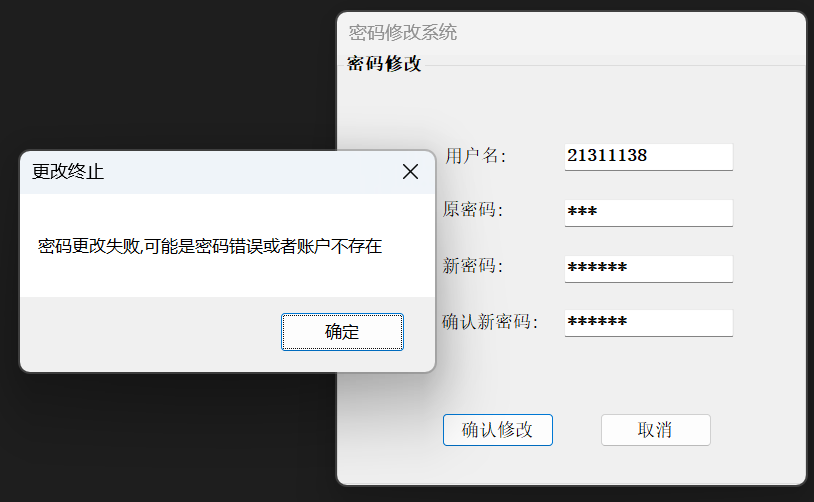 密码修改系统
密码修改
用户名：
21311138
原密码：
***
新密码：
******
确认新密码：
******
确认修改
取消
更改终止
密码更改失败,可能是密码错误或者账户不存在
确定